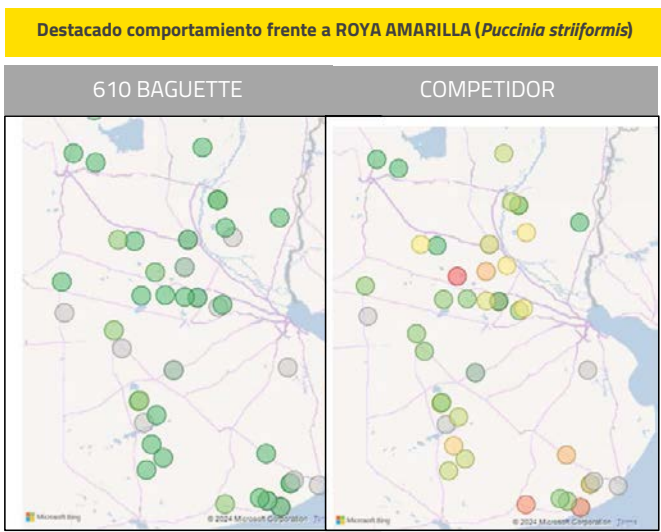 Destacado comportamiento frente a ROYA AMARILLA (Puccinia striiformis)
610 BAGUETTE
COMPETIDOR
Microsoft Bing
© 2024 Microsoft Corporation
Microsoft Bing
© 2024 Microsoft Corporation Terms